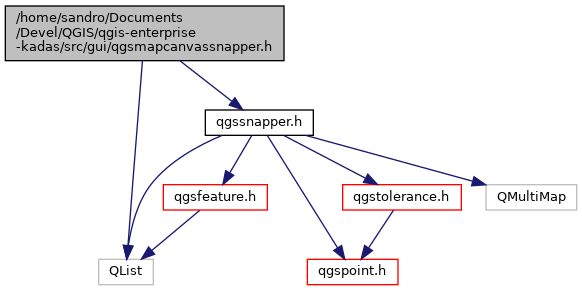 /home/sandro/Documents
/Devel/QGIS/qgis-enterprise
-kadas/src/gui/qgsmapcanvassnapper.h
qgssnapper.h
qgsfeature.h
qgstolerance.h
QMultiMap
QList
qgspoint.h